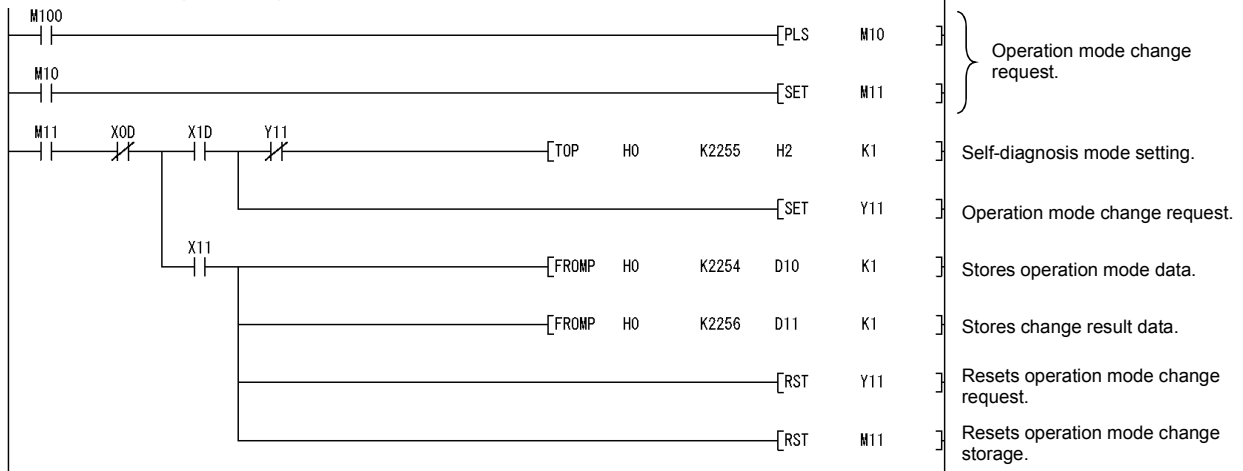 M100
[PLS M10 ]
Operation mode change
request.
M10
[SET M11 ]
M11 X0D X1D Y11
[TOP H0 K2255 H2 K1 ] Self-diagnosis mode setting.
[SET Y11 ] Operation mode change request.
X11
[FROMP H0 K2254 D10 K1 ] Stores operation mode data.
[FROMP H0 K2256 D11 K1 ] Stores change result data.
[RST Y11 ] Resets operation mode change
request.
[RST M11 ] Resets operation mode change
storage.